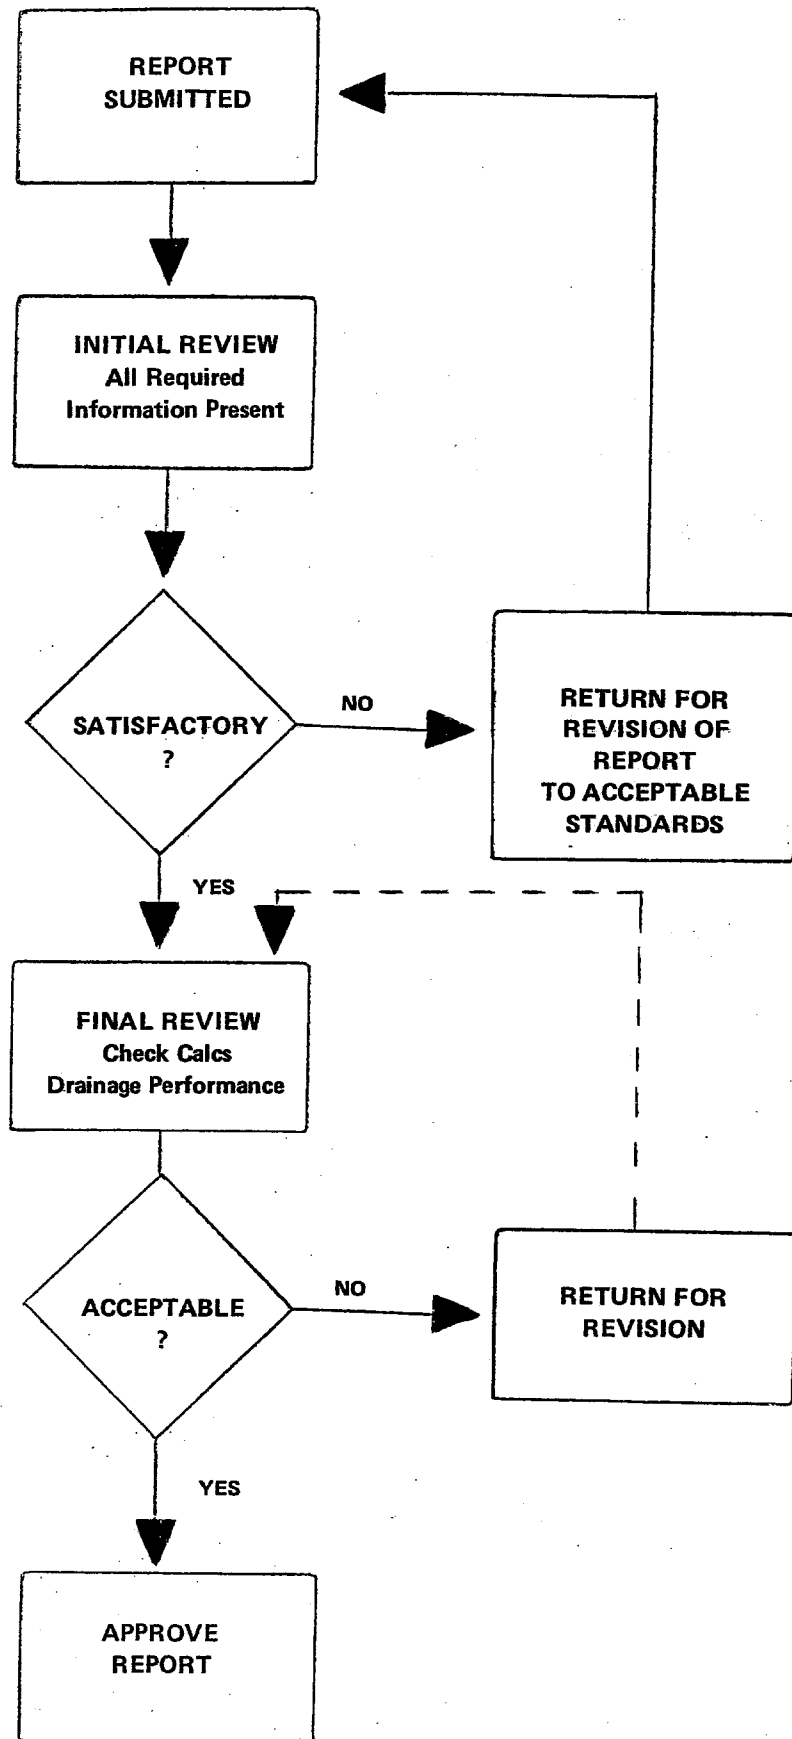 REPORT
SUBMITTED
INITIAL REVIEW
All Required
Information Present
SATISFACTORY
?
NO
RETURN FOR
REVISION OF
REPORT
TO ACCEPTABLE
STANDARDS
YES
FINAL REVIEW
Check Calcs
Drainage Performance
ACCEPTABLE
?
NO
RETURN FOR
REVISION
YES
APPROVE
REPORT